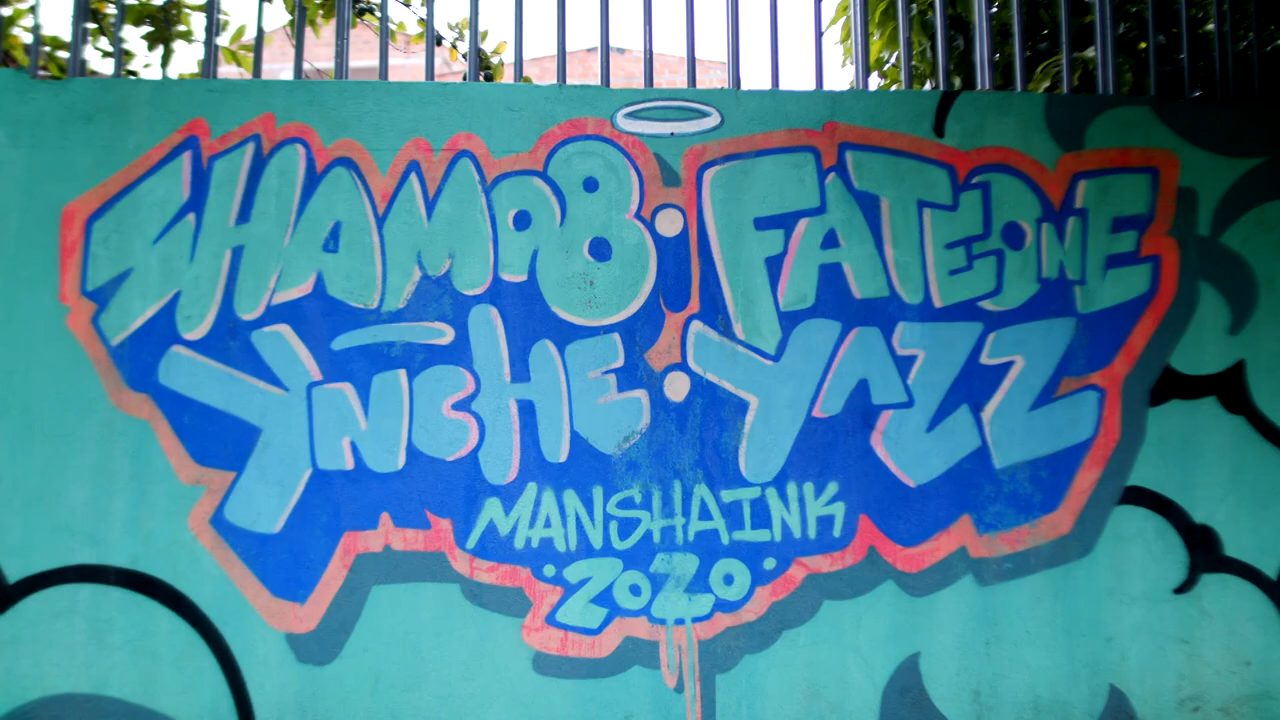 SHAMO8 · FATEONE
YNCHE · YAZZ
MANSHAINK
·2020·